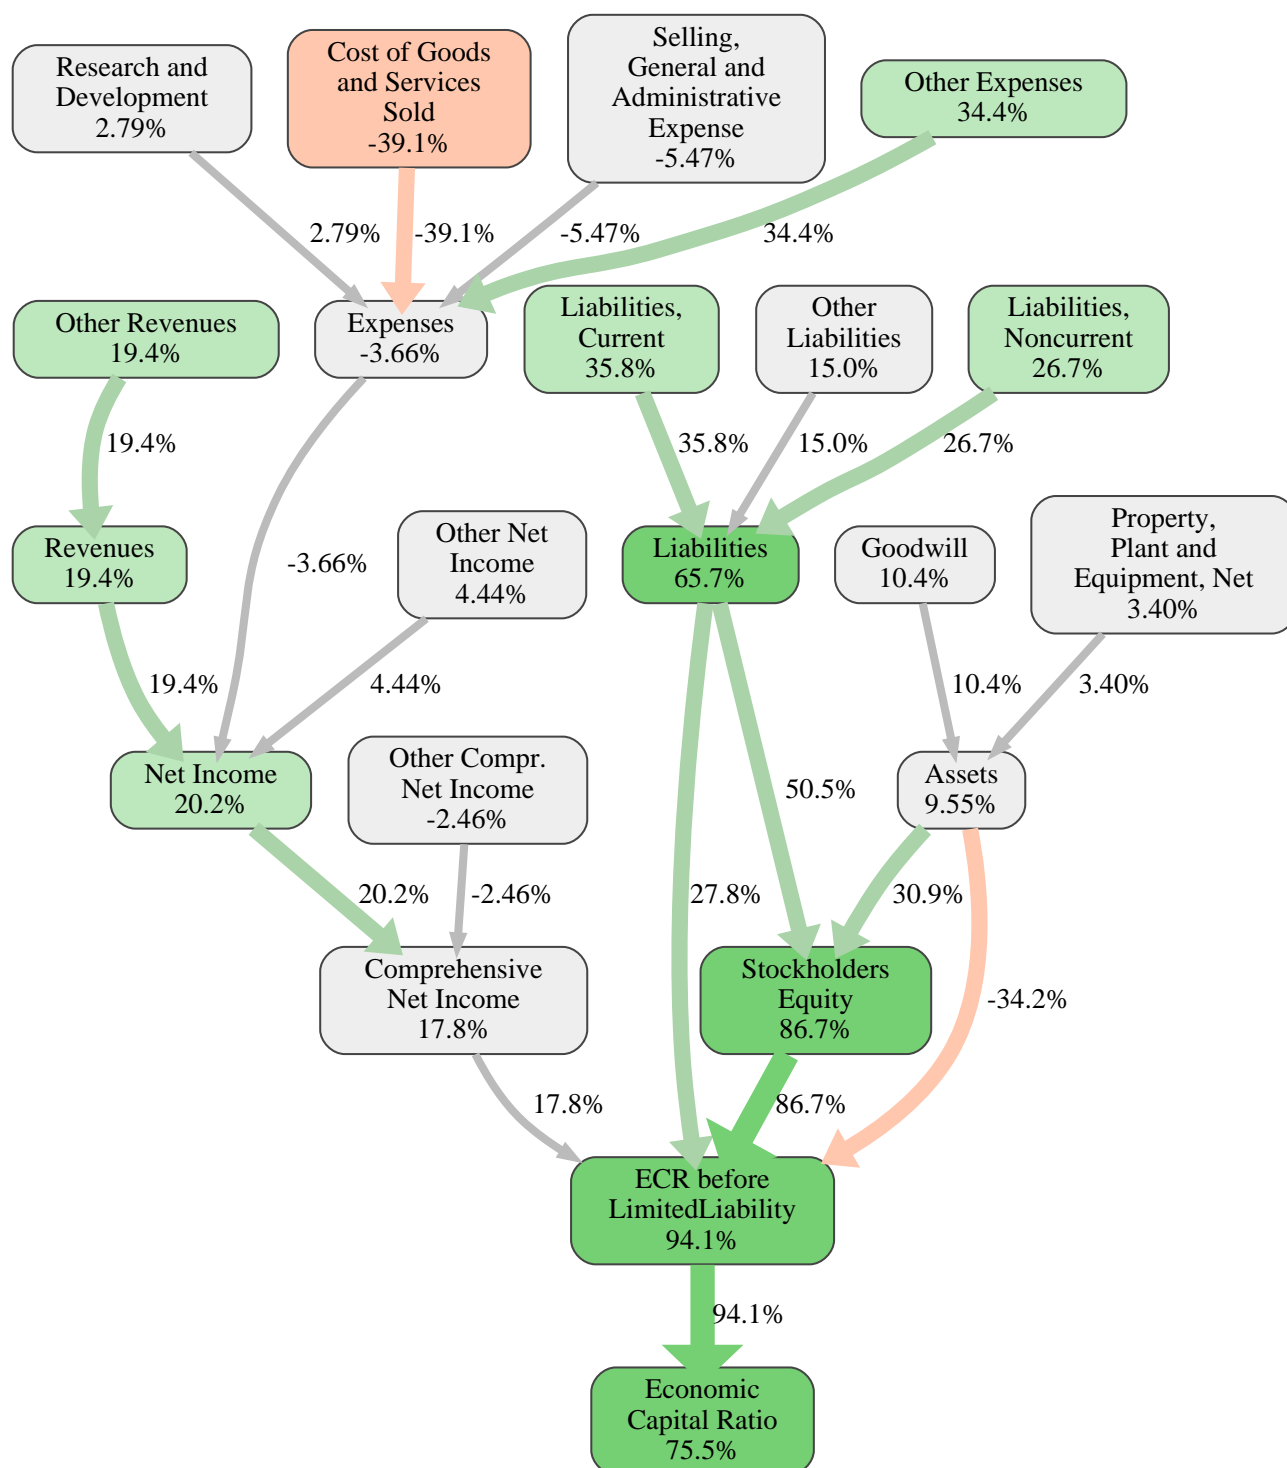 Research and
Development
2.79%
Cost of Goods
and Services
Sold
-39.1%
Selling,
General and
Administrative
Expense
-5.47%
Other Expenses
34.4%
2.79%
-39.1%
-5.47%
34.4%
Other Revenues
19.4%
Expenses
-3.66%
Liabilities,
Current
35.8%
Other
Liabilities
15.0%
Liabilities,
Noncurrent
26.7%
19.4%
35.8%
15.0%
26.7%
Revenues
19.4%
-3.66%
Other Net
Income
4.44%
Liabilities
65.7%
Goodwill
10.4%
Property,
Plant and
Equipment, Net
3.40%
19.4%
4.44%
10.4%
3.40%
Net Income
20.2%
Other Compr.
Net Income
-2.46%
50.5%
Assets
9.55%
20.2%
-2.46%
27.8%
30.9%
Comprehensive
Net Income
17.8%
Stockholders
Equity
86.7%
-34.2%
17.8%
86.7%
ECR before
LimitedLiability
94.1%
94.1%
Economic
Capital Ratio
75.5%